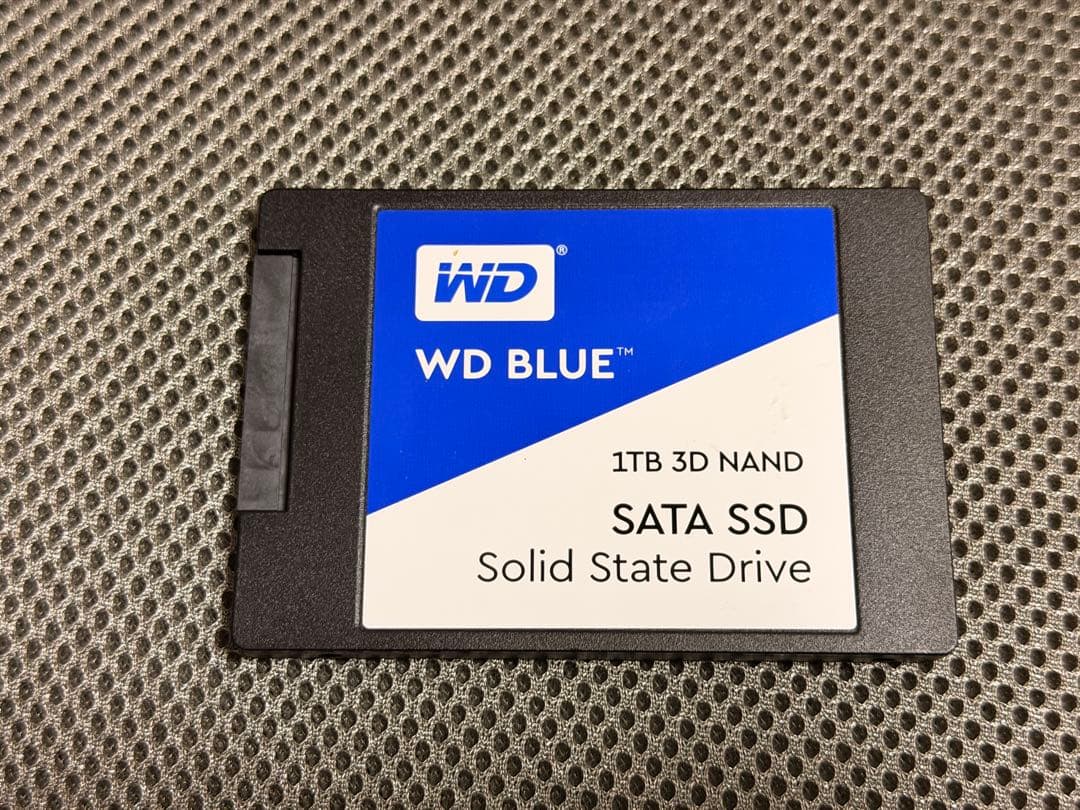 WD®
WD BLUE™
1TB 3D NAND
SATA SSD
Solid State Drive